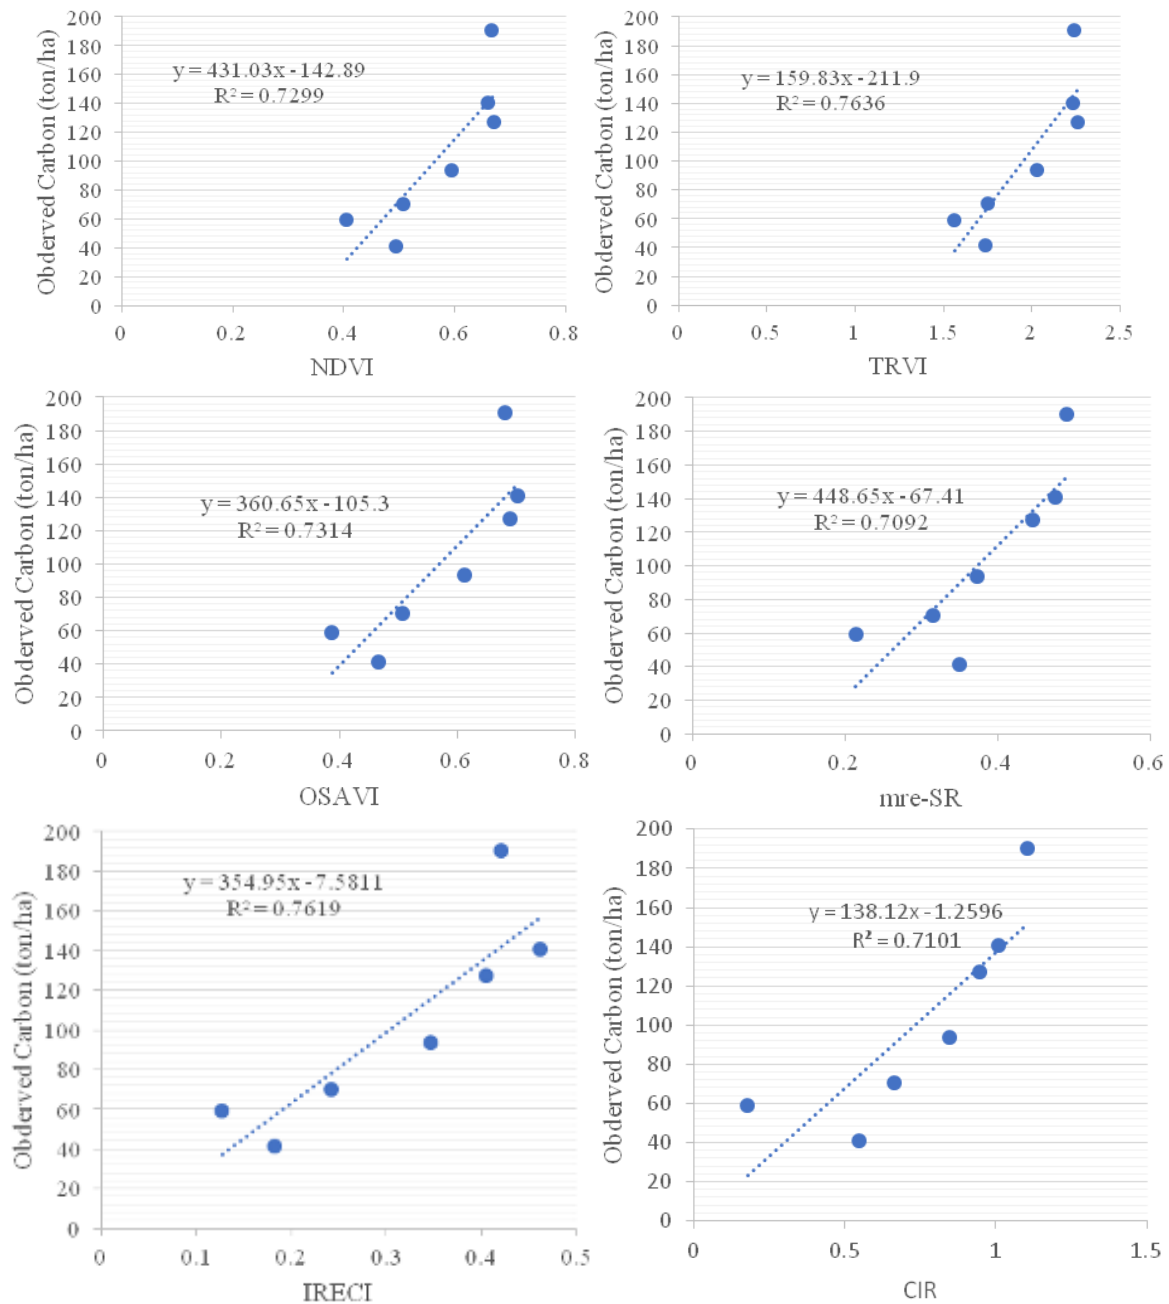 Obderved Carbon (ton/ha)
200
180
160
140
120
100
80
60
40
20
0
y = 431.03x - 142.89
R² = 0.7299
0 0.2 0.4 0.6 0.8
NDVI
Obderved Carbon (ton/ha)
200
180
160
140
120
100
80
60
40
20
0
y = 159.83x - 211.9
R² = 0.7636
0 0.5 1 1.5 2 2.5
TRVI
Obderved Carbon (ton/ha)
200
180
160
140
120
100
80
60
40
20
0
y = 360.65x - 105.3
R² = 0.7314
0 0.2 0.4 0.6 0.8
OSAVI
Obderved Carbon (ton/ha)
200
180
160
140
120
100
80
60
40
20
0
y = 448.65x - 67.41
R² = 0.7092
0 0.2 0.4 0.6
mre-SR
Obderved Carbon (ton/ha)
200
180
160
140
120
100
80
60
40
20
0
y = 354.95x - 7.5811
R² = 0.7619
0 0.1 0.2 0.3 0.4 0.5
IRECI
Obderved Carbon (ton/ha)
200
180
160
140
120
100
80
60
40
20
0
y = 138.12x - 1.2596
R² = 0.7101
0 0.5 1 1.5
CIR